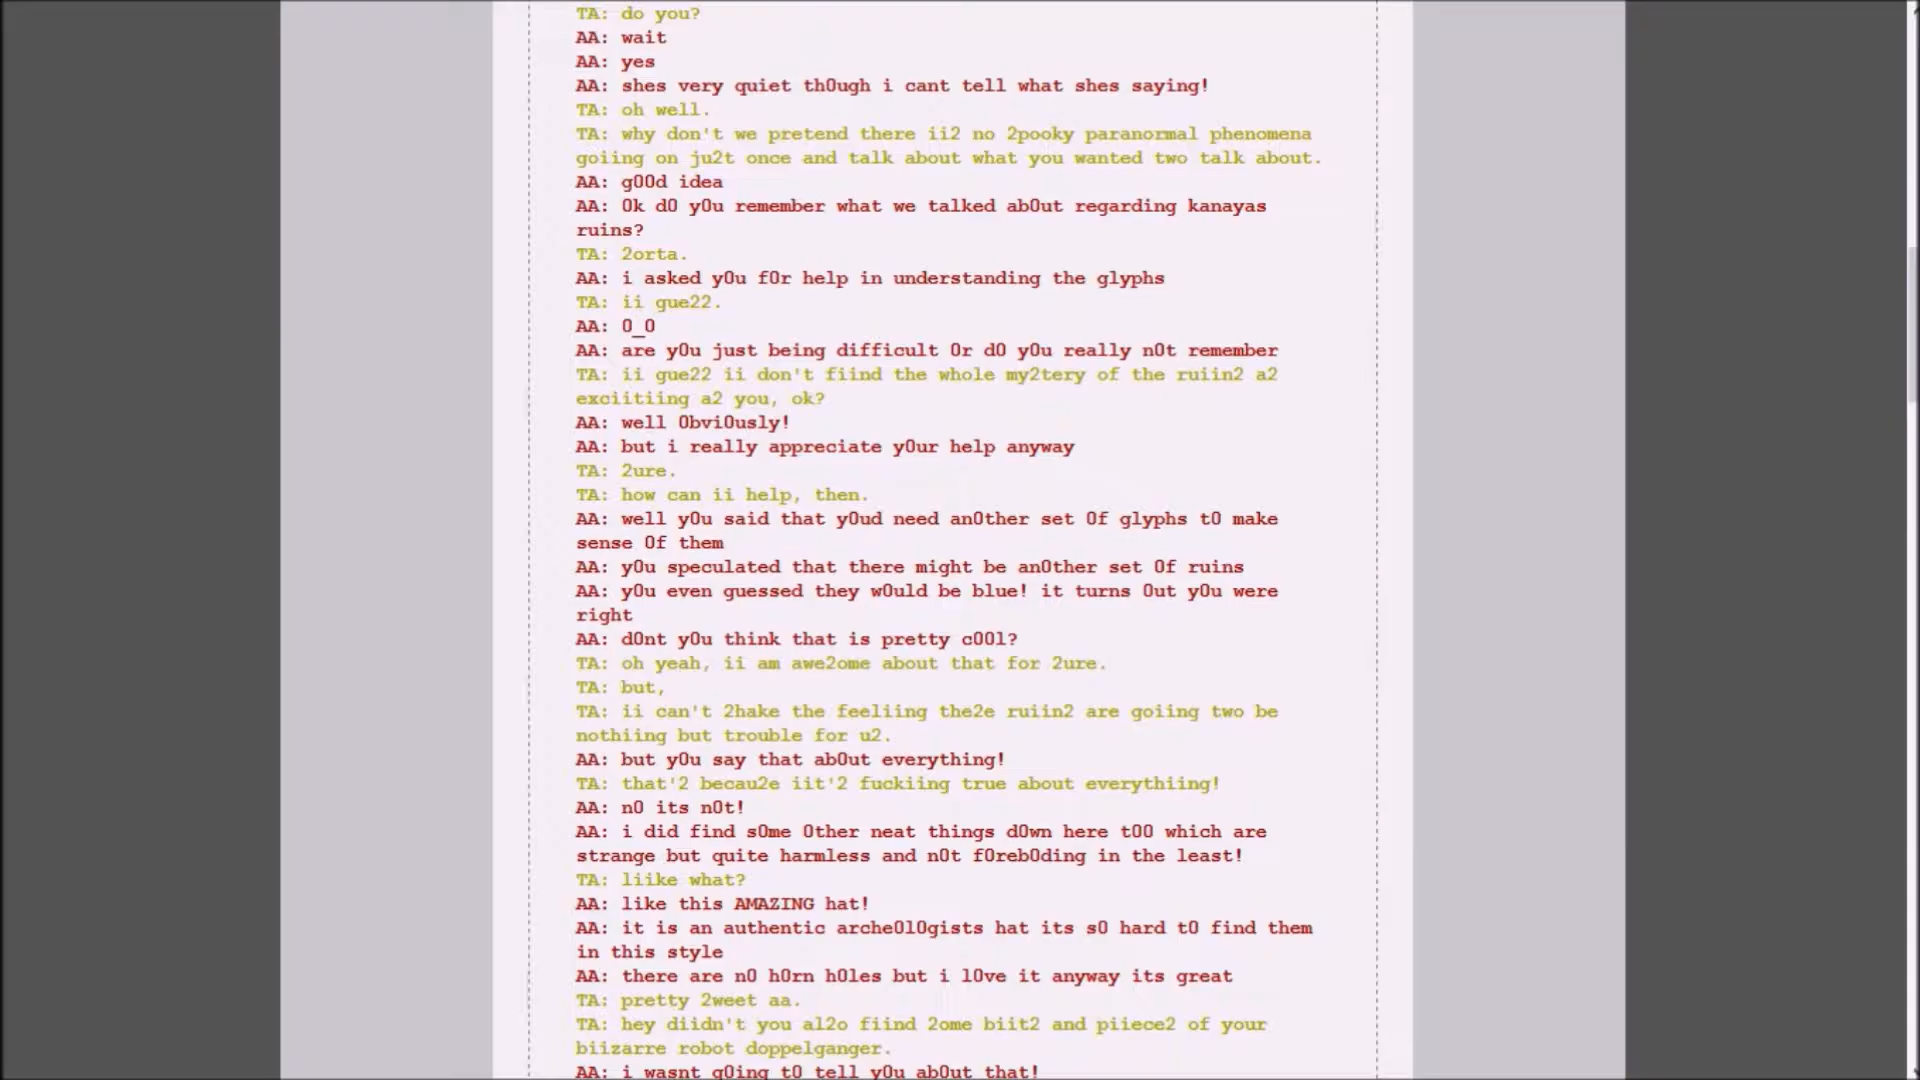 TA: do you?
AA: wait
AA: yes
AA: shes very quiet th0ugh i cant tell what shes saying!
TA: oh well.
TA: why don't we pretend there ii2 no 2pooky paranormal phenomena
goiing on ju2t once and talk about what you wanted two talk about.
AA: g00d idea
AA: 0k d0 y0u remember what we talked ab0ut regarding kanayas
ruins?
TA: 2orta.
AA: i asked y0u f0r help in understanding the glyphs
TA: ii gue22.
AA: 0_0
AA: are y0u just being difficult 0r d0 y0u really n0t remember
TA: ii gue22 ii don't fiind the whole my2tery of the ruiin2 a2
exciitiing a2 you, ok?
AA: well 0bvi0usly!
AA: but i really appreciate y0ur help anyway
TA: 2ure.
TA: how can ii help, then.
AA: well y0u said that y0ud need an0ther set 0f glyphs t0 make
sense 0f them
AA: y0u speculated that there might be an0ther set 0f ruins
AA: y0u even guessed they w0uld be blue! it turns 0ut y0u were
right
AA: d0nt y0u think that is pretty c00l?
TA: oh yeah, ii am awe2ome about that for 2ure.
TA: but,
TA: ii can't 2hake the feeliing the2e ruiin2 are goiing two be
nothiing but trouble for u2.
AA: but y0u say that ab0ut everything!
TA: that'2 becau2e iit'2 fuckiing true about everythiing!
AA: n0 its n0t!
AA: i did find s0me 0ther neat things d0wn here t00 which are
strange but quite harmless and n0t f0reb0ding in the least!
TA: liike what?
AA: like this AMAZING hat!
AA: it is an authentic arche0l0gists hat its s0 hard t0 find them
in this style
AA: there are n0 h0rn h0les but i l0ve it anyway its great
TA: pretty 2weet aa.
TA: hey diidn't you al2o fiind 2ome biit2 and piiece2 of your
biizarre robot doppelganger.
AA: i wasnt g0ing t0 tell y0u ab0ut that!